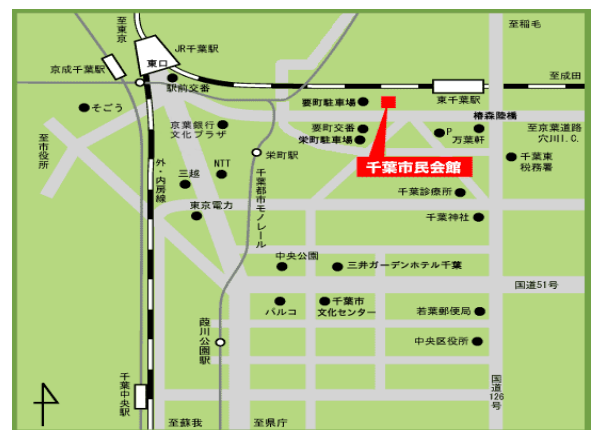 至東京
JR千葉駅
至稲毛
京成千葉駅
東口
駅前交番
至成田
そごう
要町駐車場
東千葉駅
椿森陸橋
京葉銀行
文化プラザ
要町交番
栄町駐車場
P
万葉軒
至京葉道路
穴川I.C.
至市役所
外・内房線
三越
NTT
栄町駅
千葉市民会館
千葉東
税務署
東京電力
千葉都市モノレール
千葉診療所
千葉神社
中央公園
三井ガーデンホテル千葉
国道51号
パルコ
千葉市
文化センター
若葉郵便局
葭川公園駅
中央区役所
千葉中央駅
国道126号
至蘇我
至県庁